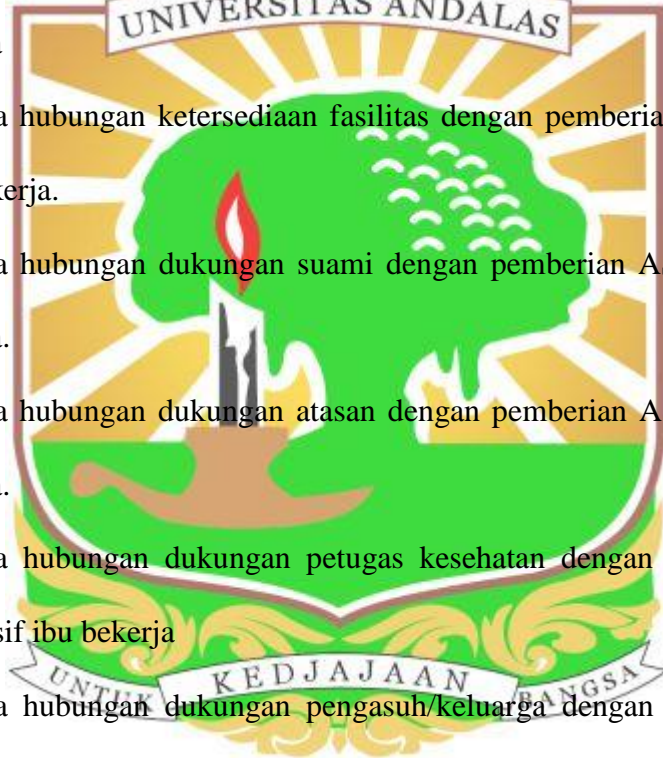 UNIVERSITAS ANDALAS
a hubungan ketersediaan fasilitas dengan pemberia
kerja.
a hubungan dukungan suami dengan pemberian A
a.
a hubungan dukungan atasan dengan pemberian A
a.
a hubungan dukungan petugas kesehatan dengan
sif ibu bekerja
UNTUK KEDJAJAAN BANGSA
a hubungan dukungan pengasuh/keluarga dengan